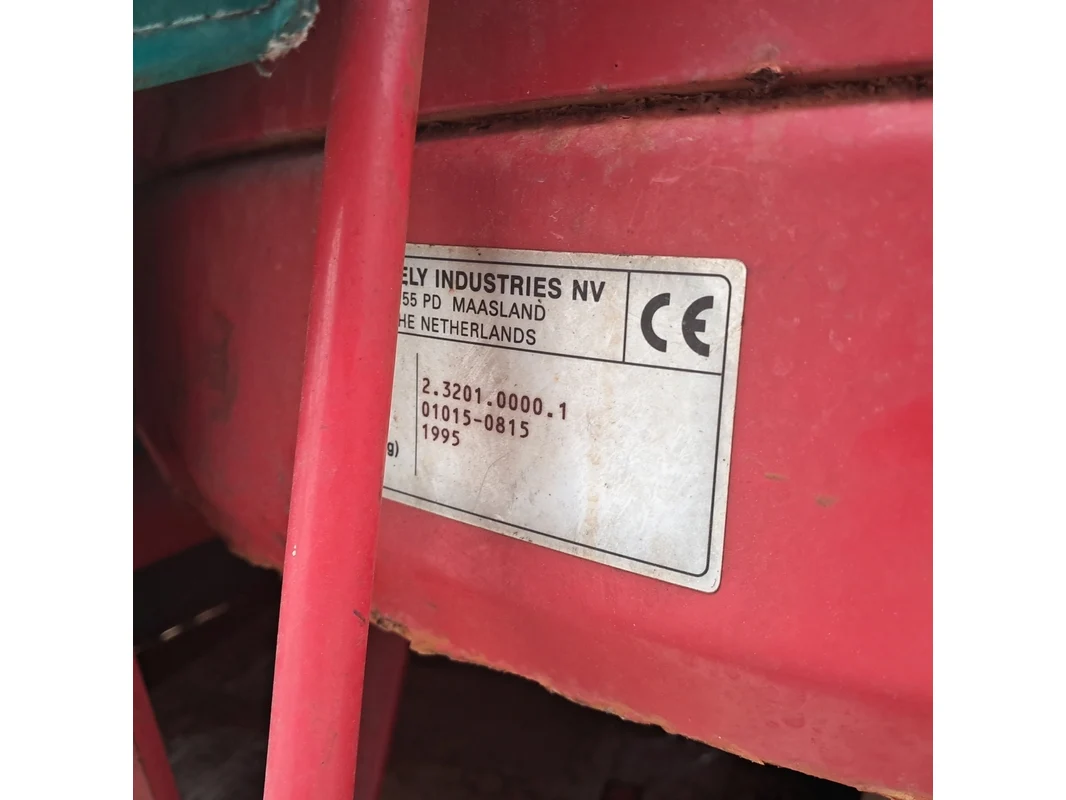 ELY INDUSTRIES NV
55 PD MAASLAND
HE NETHERLANDS
CE
2.3201.0000.1
01015-0815
1995
g)